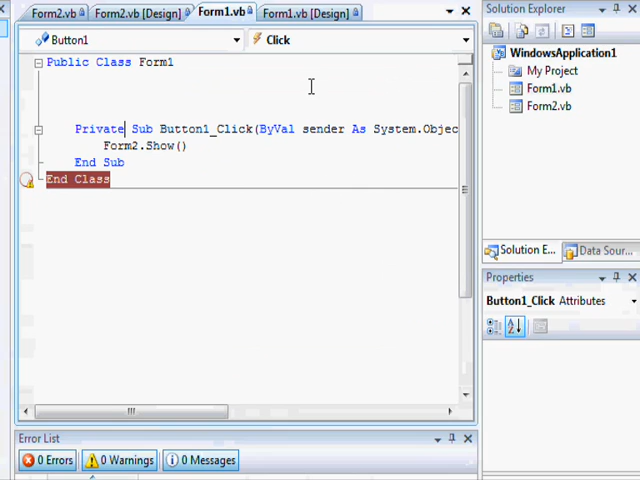 Form2.vb
Form2.vb [Design]
Form1.vb
Form1.vb [Design]
Button1
Click
Public Class Form1
Private Sub Button1_Click(ByVal sender As System.Objec
Form2.Show()
End Sub
End Class
Error List
0 Errors
0 Warnings
0 Messages
Solution Explorer
WindowsApplication1
My Project
Form1.vb
Form2.vb
Solution E...
Data Sour...
Properties
Button1_Click Attributes